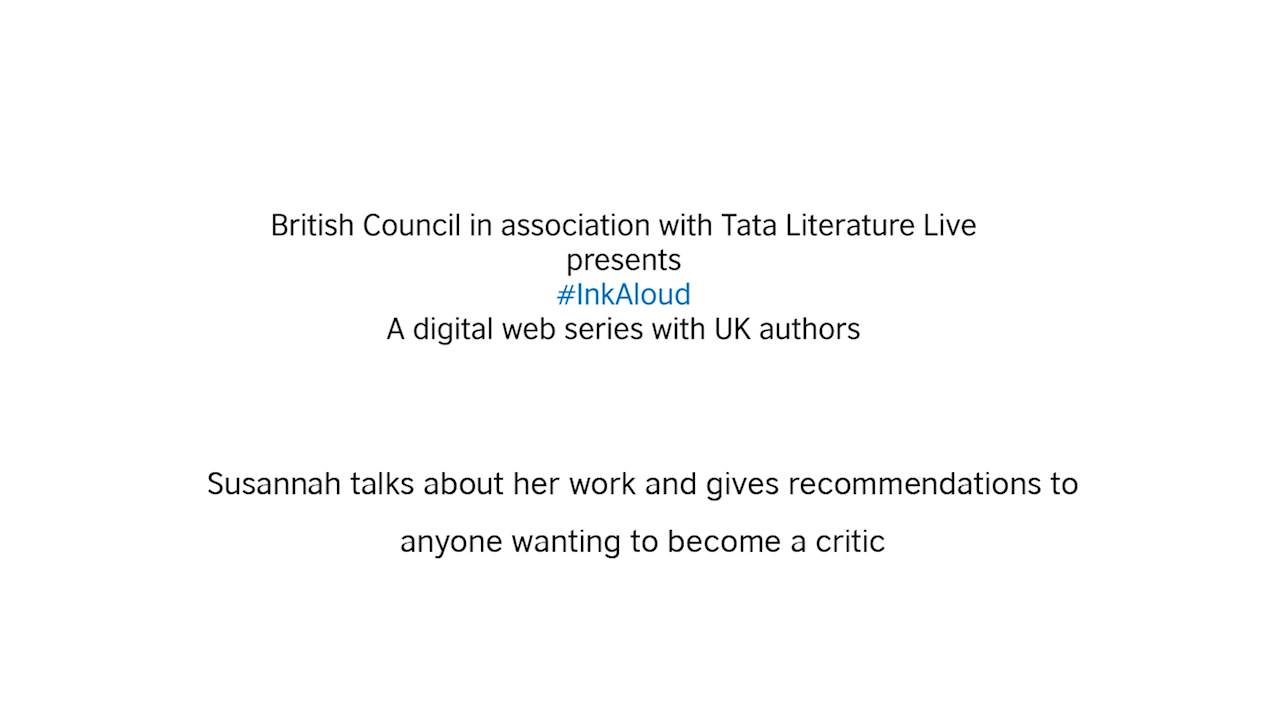 British Council in association with Tata Literature Live
presents
#InkAloud
A digital web series with UK authors
Susannah talks about her work and gives recommendations to
anyone wanting to become a critic